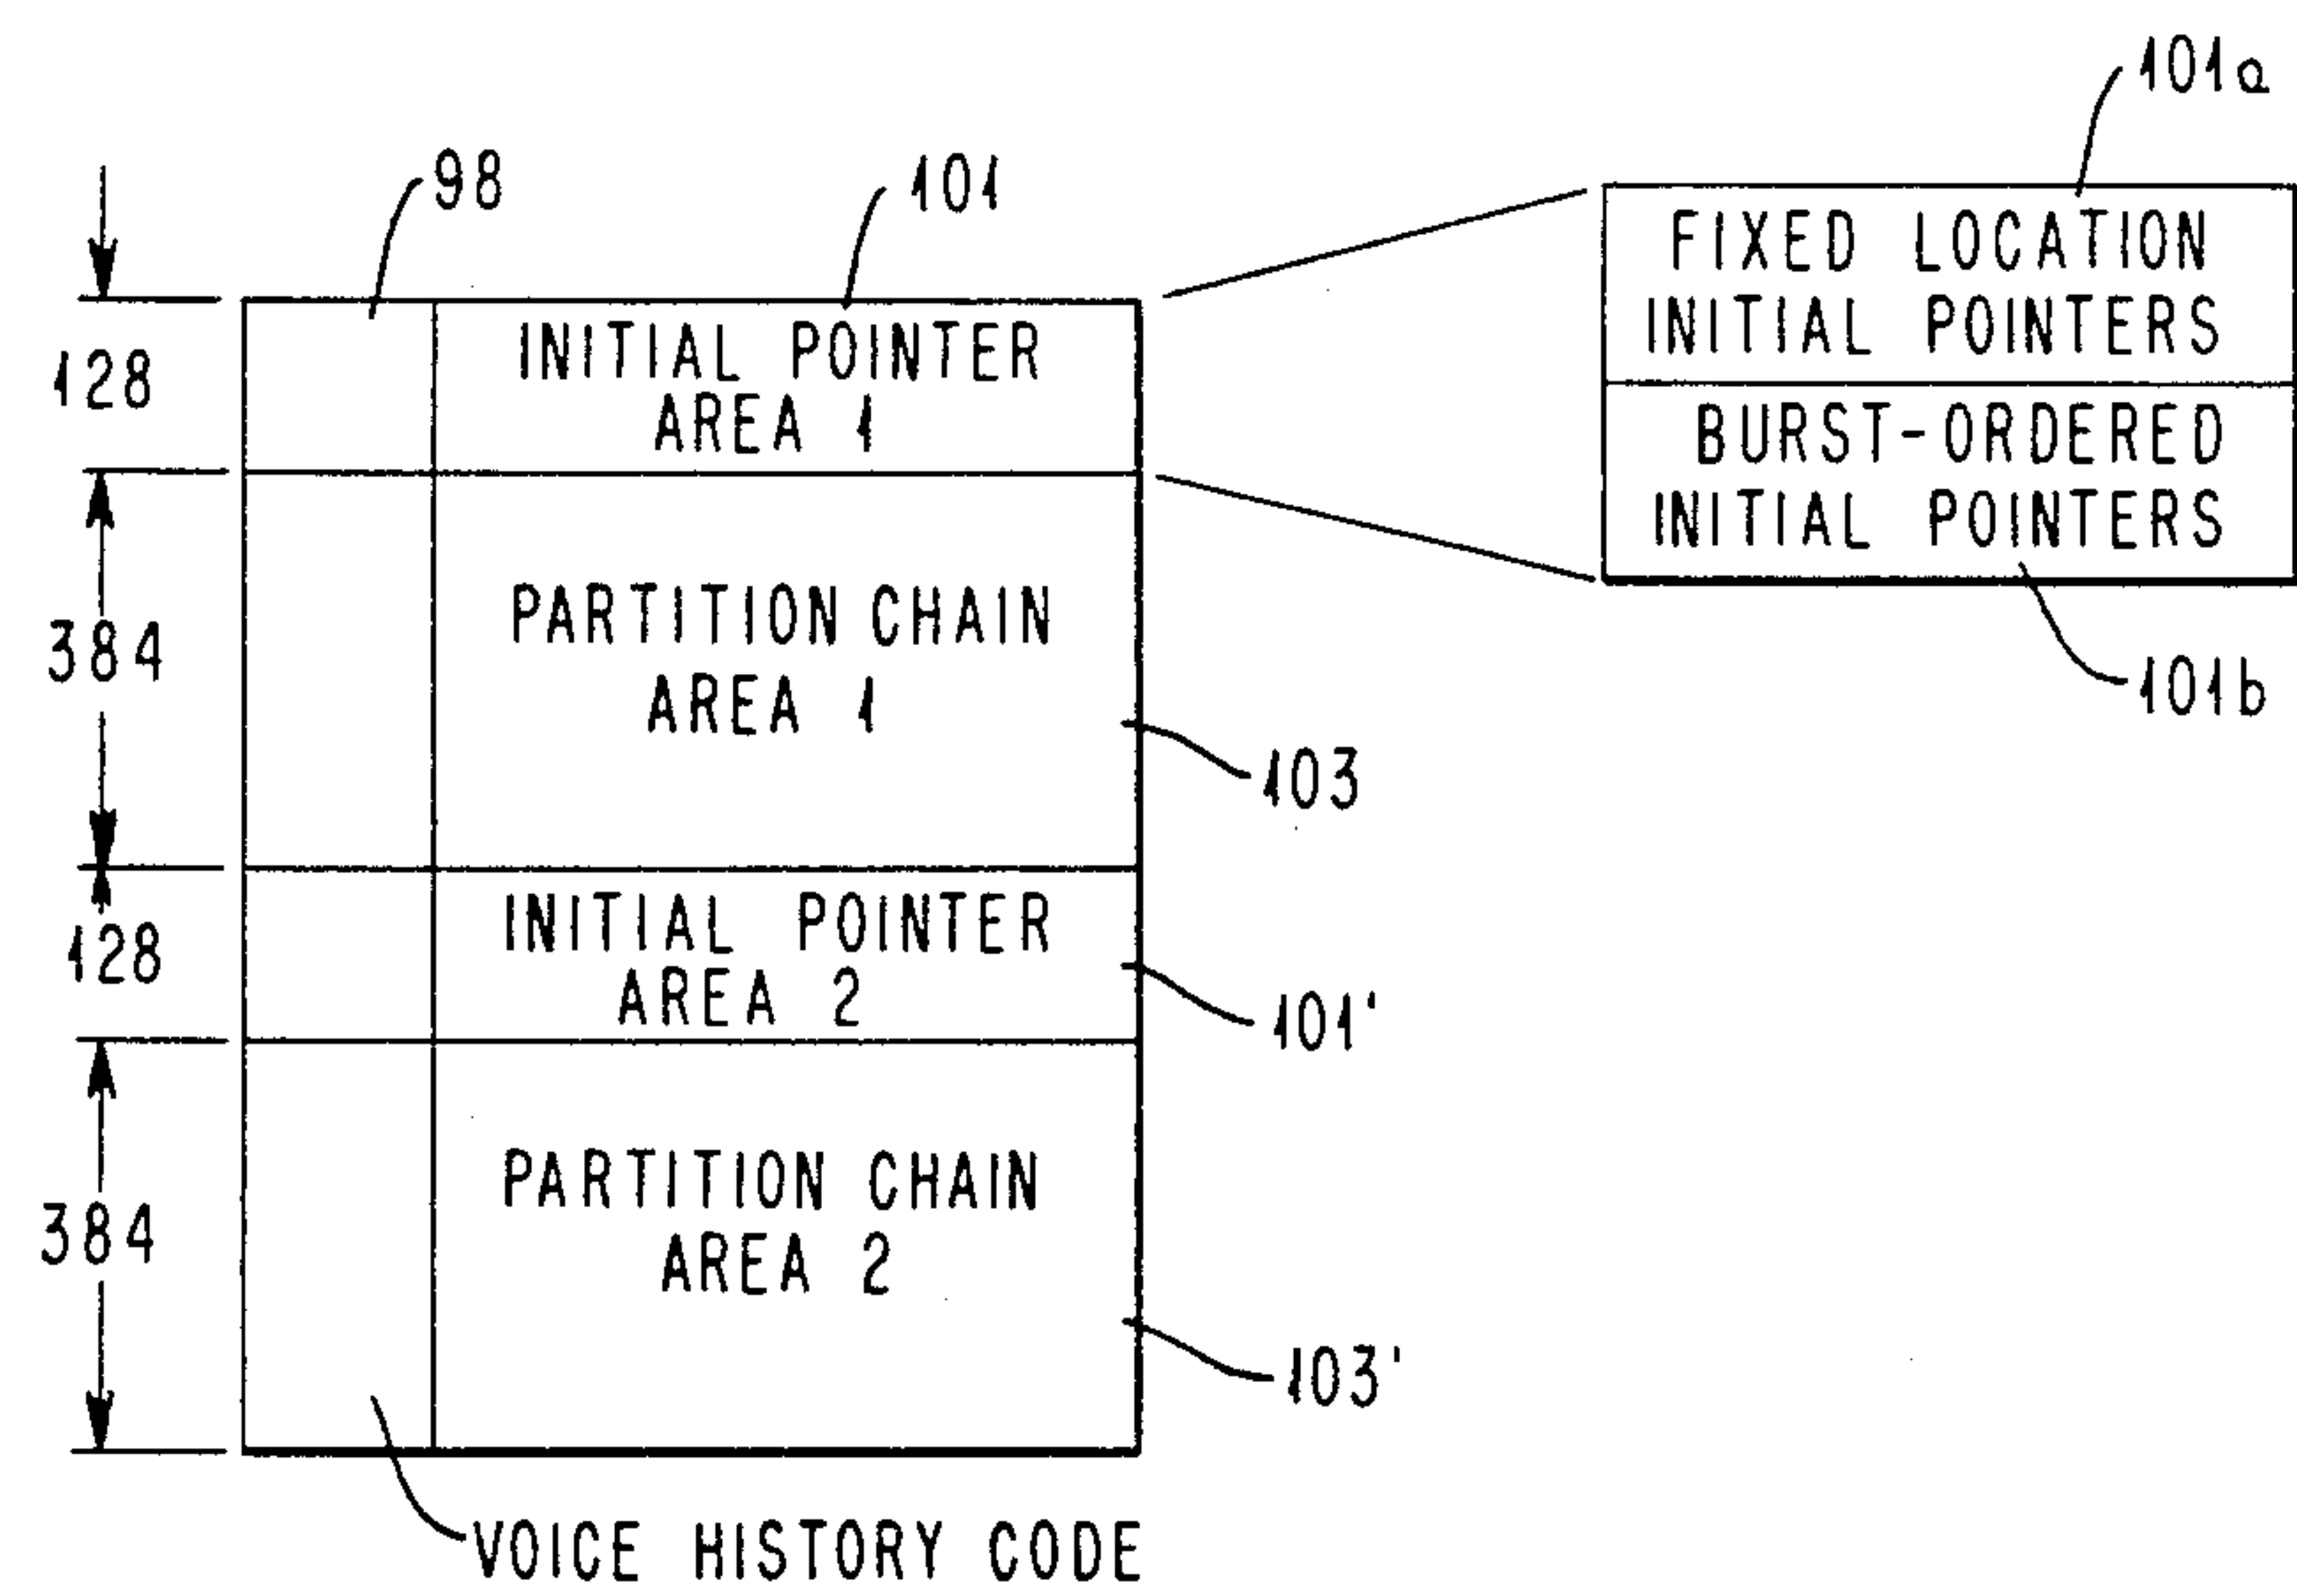 101a
98
101
FIXED LOCATION
INITIAL POINTERS
128
INITIAL POINTER
AREA 1
BURST-ORDERED
INITIAL POINTERS
384
PARTITION CHAIN
AREA 1
101b
103
128
INITIAL POINTER
AREA 2
101'
384
PARTITION CHAIN
AREA 2
103'
VOICE HISTORY CODE